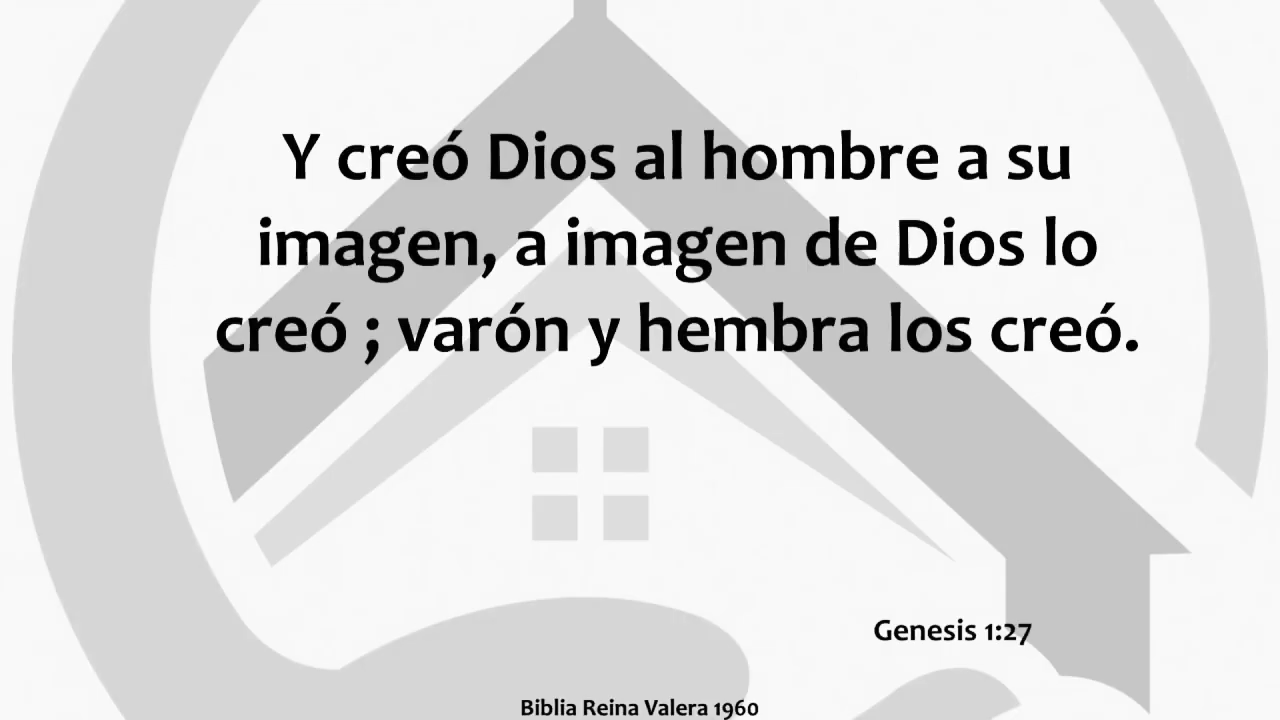 Y creó Dios al hombre a su
imagen, a imagen de Dios lo
creó ; varón y hembra los creó.
Genesis 1:27
Biblia Reina Valera 1960